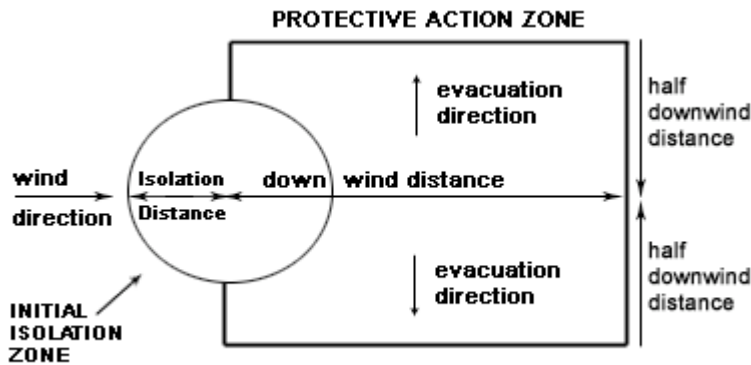 PROTECTIVE ACTION ZONE
evacuation
direction
half
downwind
distance
wind
direction
Isolation
Distance
down wind distance
evacuation
direction
half
downwind
distance
INITIAL
ISOLATION
ZONE